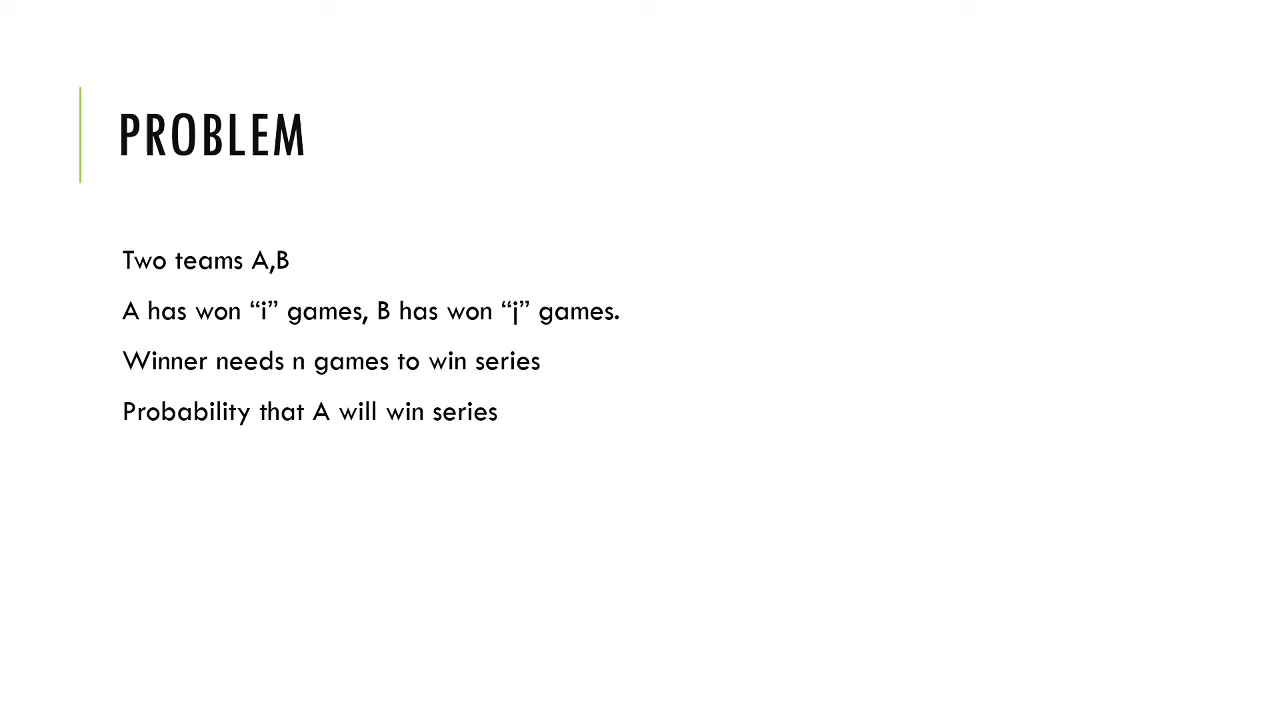 PROBLEM
Two teams A,B
A has won “i” games, B has won “j” games.
Winner needs n games to win series
Probability that A will win series